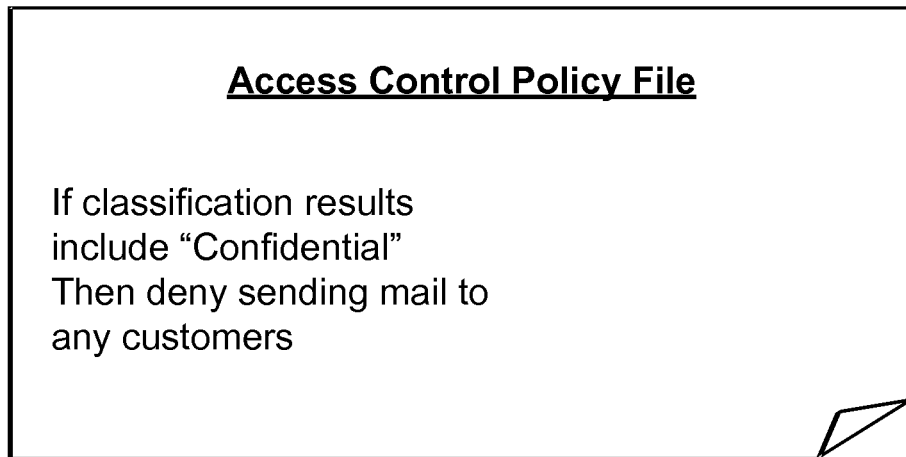 Access Control Policy File
If classification results
include “Confidential”
Then deny sending mail to
any customers